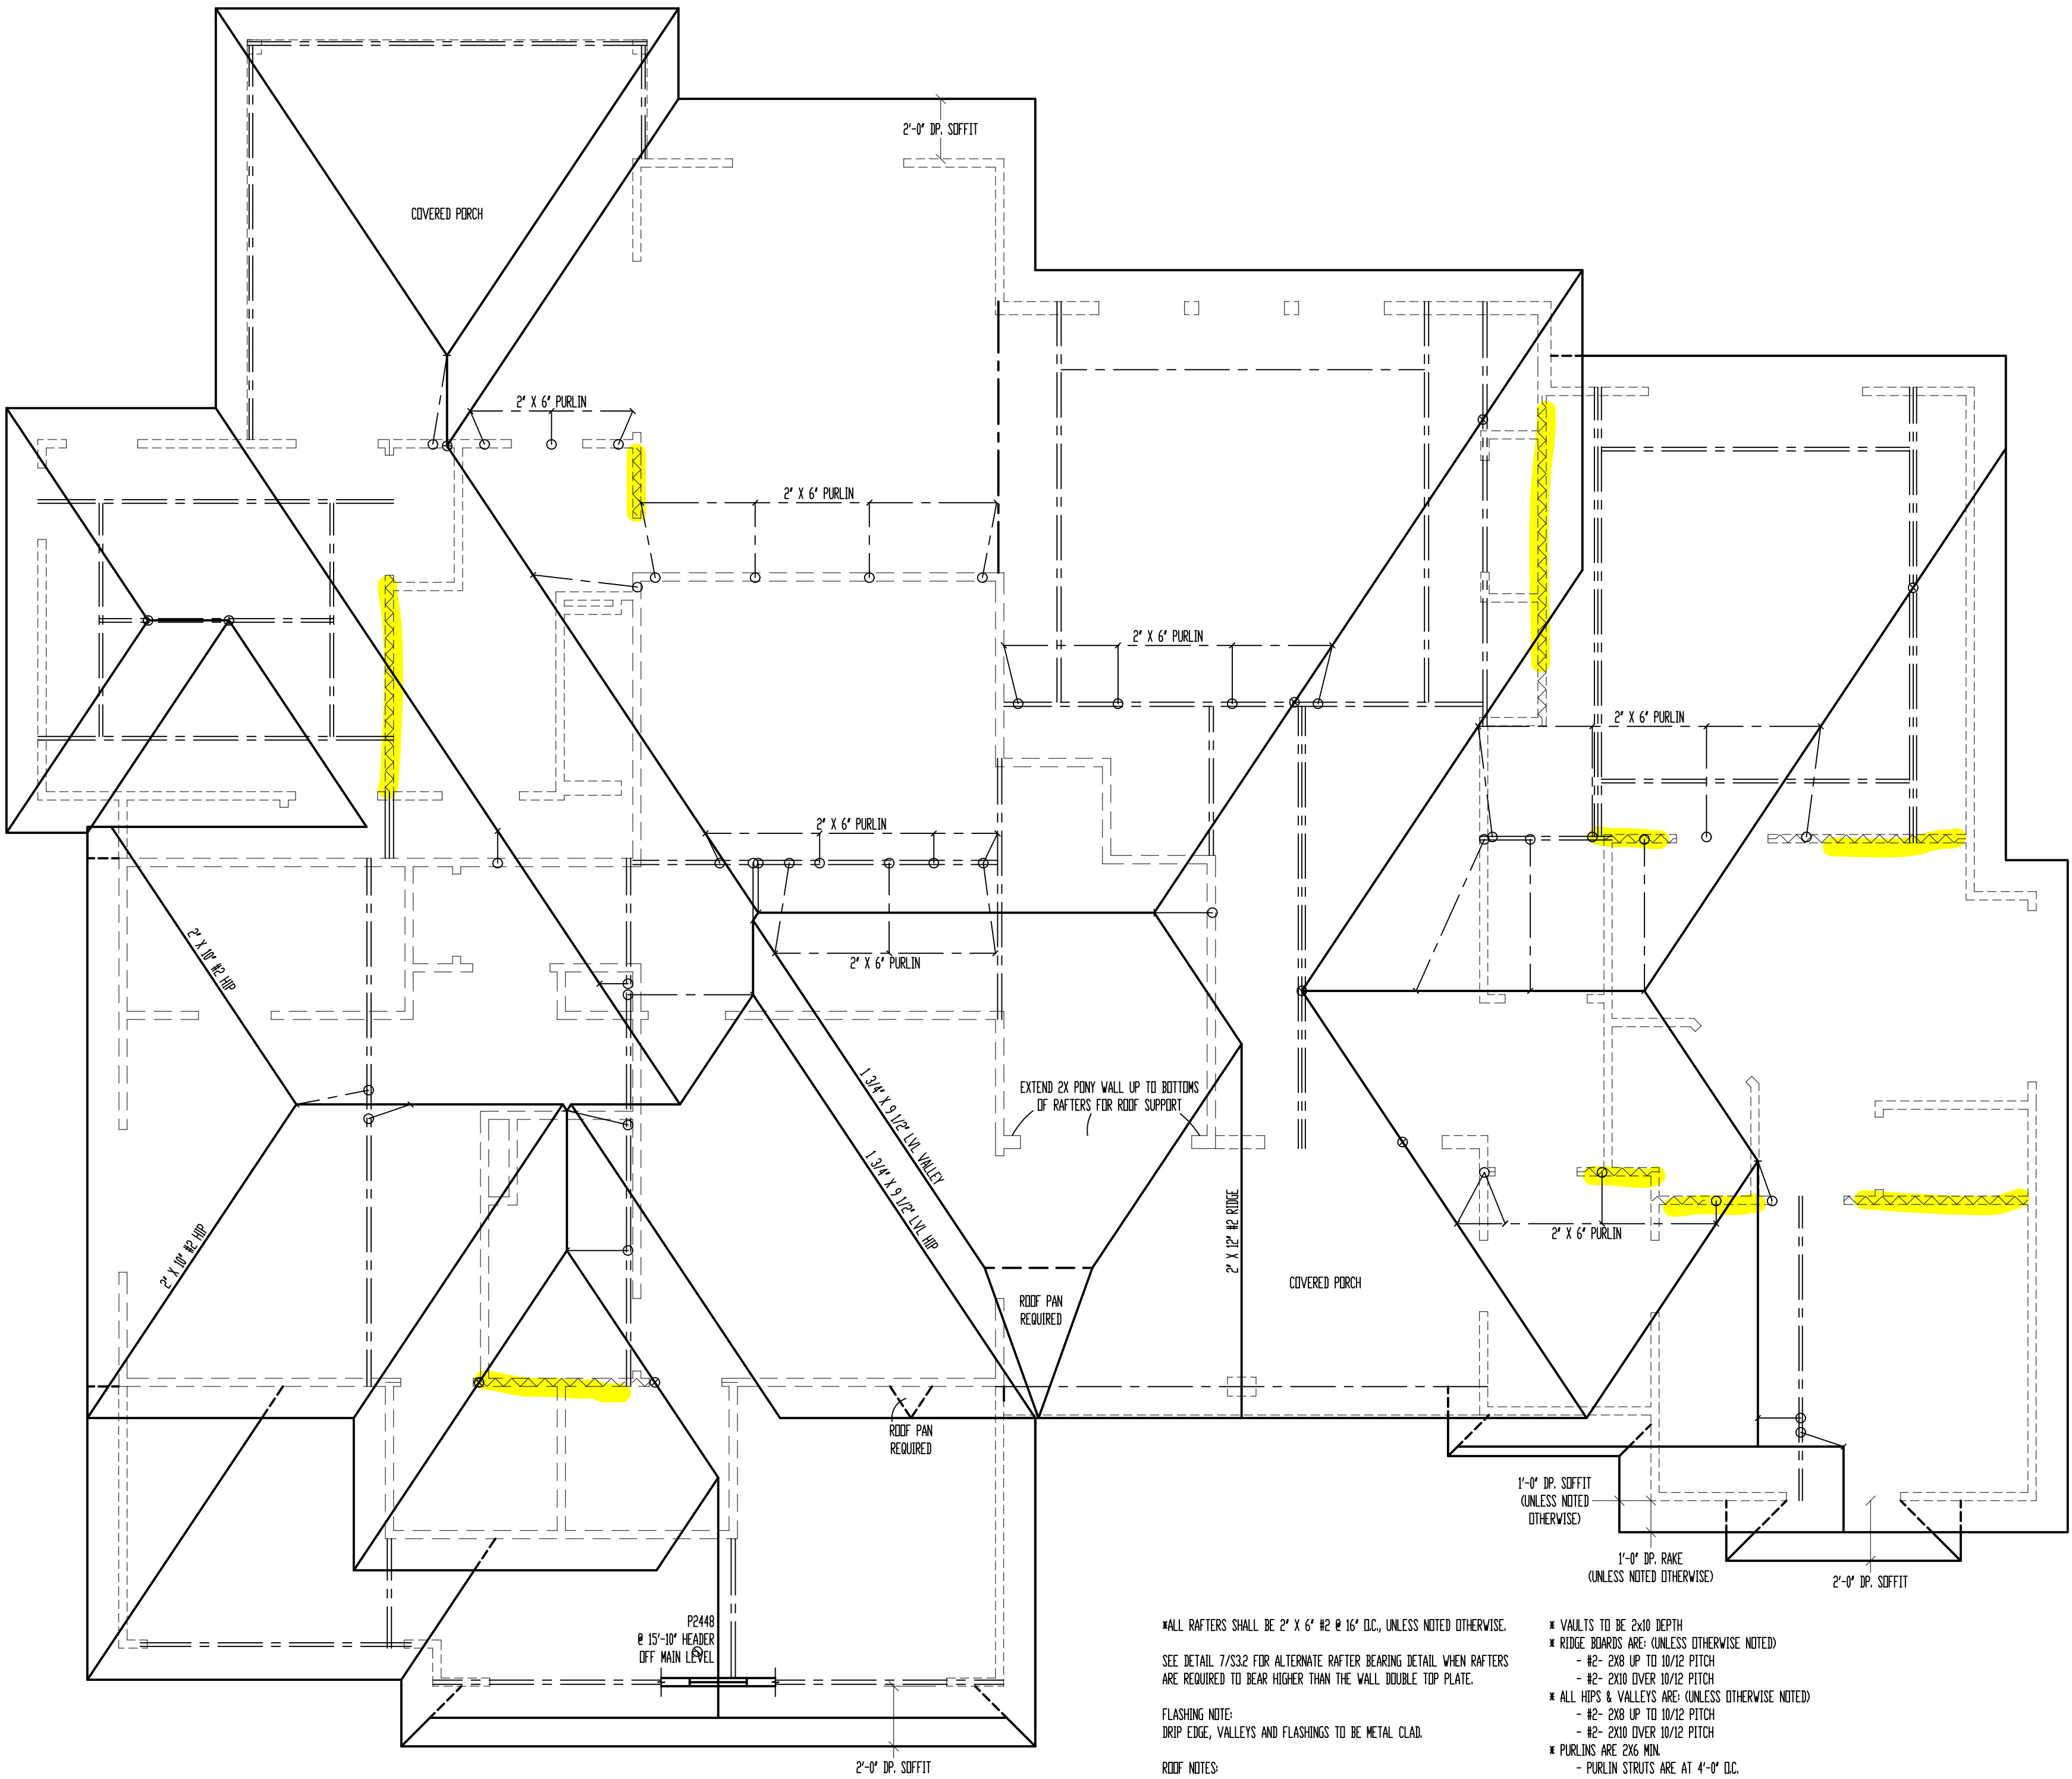 2'-0" DP. SOFFIT
COVERED PORCH
2" X 6" PURLIN
2" X 6" PURLIN
2" X 6" PURLIN
2" X 6" PURLIN
2" X 6" PURLIN
2" X 6" PURLIN
2" X 10" #2 HIP
1 3/4" X 9 1/2" LVL VALLEY
1 3/4" X 9 1/2" LVL HIP
EXTEND 2X PONY WALL UP TO BOTTOMS
OF RAFTERS FOR ROOF SUPPORT
2" X 10" #2 HIP
2" X 12" #2 RIDGE
2" X 6" PURLIN
COVERED PORCH
ROOF PAN
REQUIRED
ROOF PAN
REQUIRED
1'-0" DP. SOFFIT
(UNLESS NOTED
OTHERWISE)
1'-0" DP. RAKE
(UNLESS NOTED OTHERWISE)
2'-0" DP. SOFFIT
P2448
@ 15'-10" HEADER
OFF MAIN LEVEL
2'-0" DP. SOFFIT
*ALL RAFTERS SHALL BE 2" X 6" #2 @ 16" O.C., UNLESS NOTED OTHERWISE.
SEE DETAIL 7/S3.2 FOR ALTERNATE RAFTER BEARING DETAIL WHEN RAFTERS
ARE REQUIRED TO BEAR HIGHER THAN THE WALL DOUBLE TOP PLATE.
FLASHING NOTE:
DRIP EDGE, VALLEYS AND FLASHINGS TO BE METAL CLAD.
ROOF NOTES:
* VAULTS TO BE 2x10 DEPTH
* RIDGE BOARDS ARE: (UNLESS OTHERWISE NOTED)
- #2- 2X8 UP TO 10/12 PITCH
- #2- 2X10 OVER 10/12 PITCH
* ALL HIPS & VALLEYS ARE: (UNLESS OTHERWISE NOTED)
- #2- 2X8 UP TO 10/12 PITCH
- #2- 2X10 OVER 10/12 PITCH
* PURLINS ARE 2X6 MIN.
- PURLIN STRUTS ARE AT 4'-0" O.C.